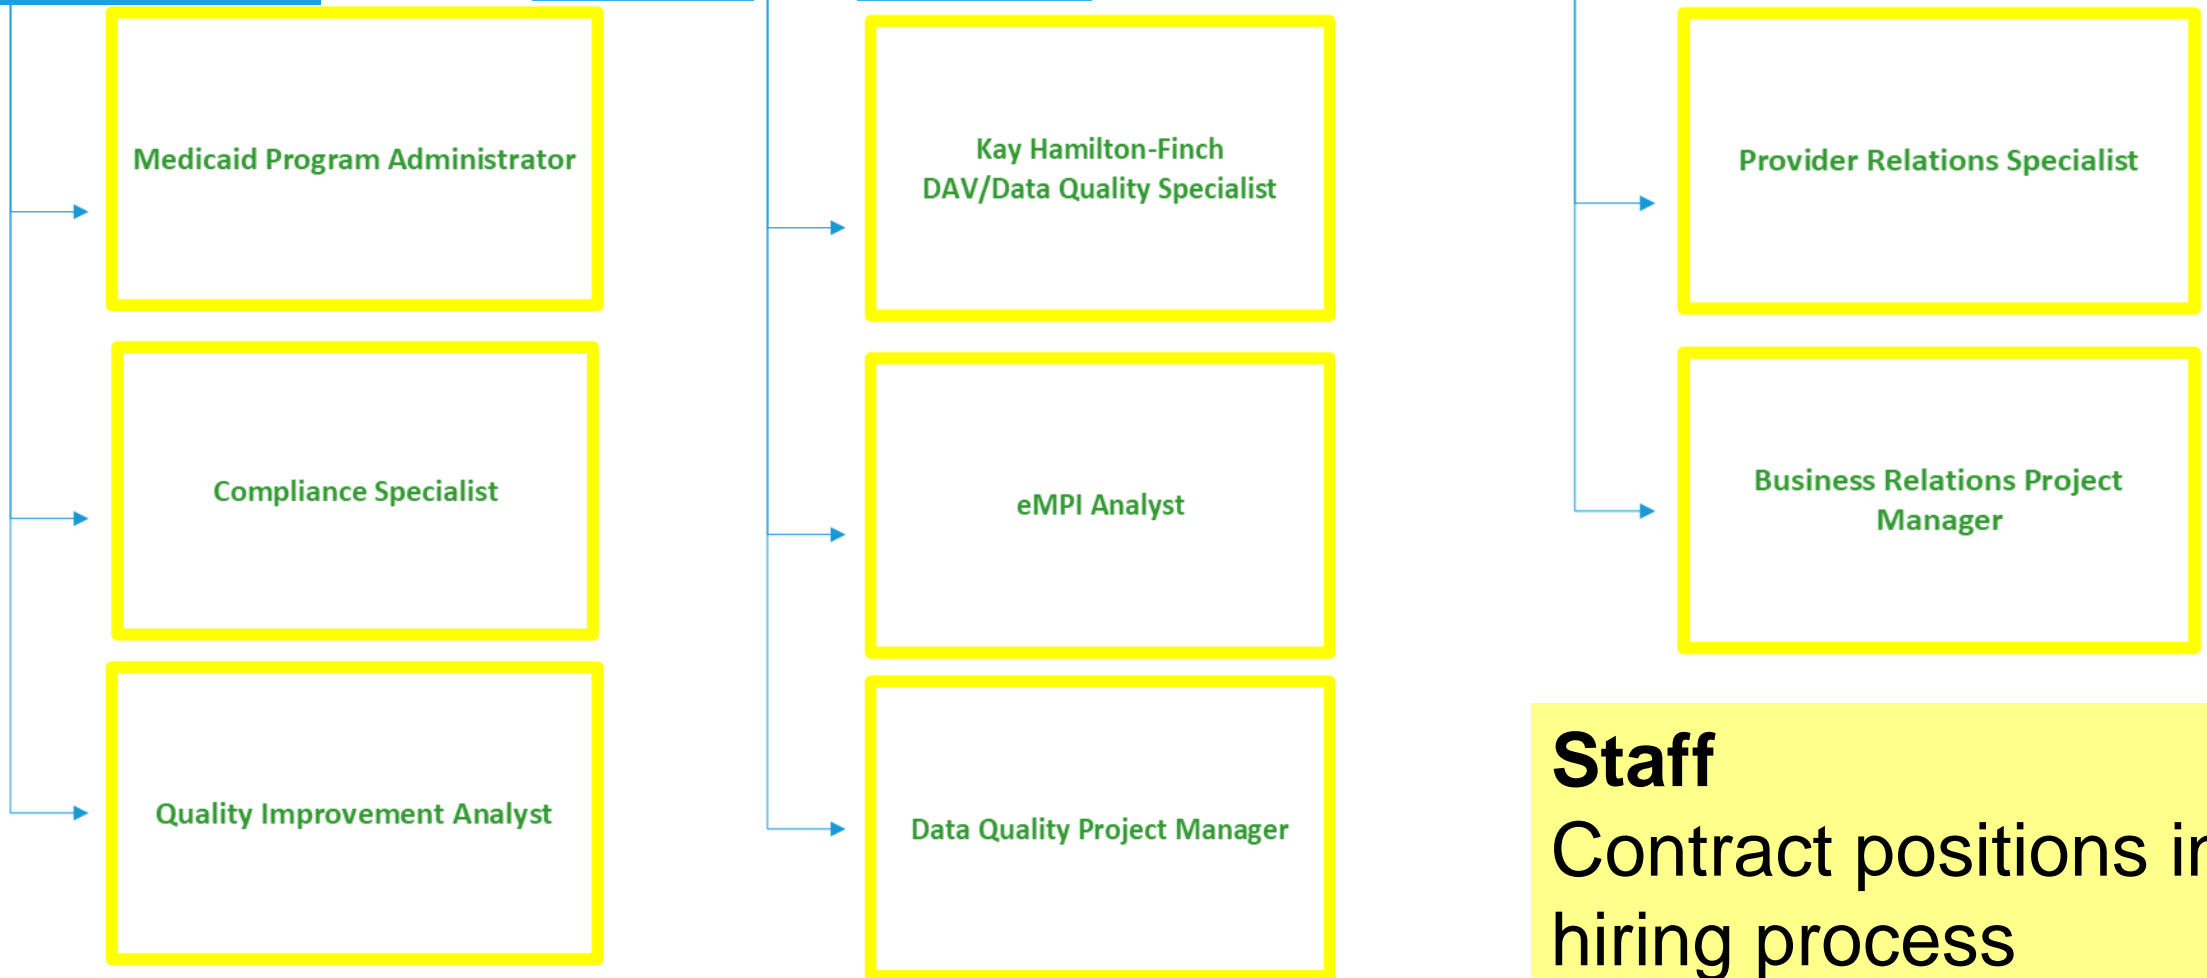 Medicaid Program Administrator
Compliance Specialist
Quality Improvement Analyst
Kay Hamilton-Finch
DAV/Data Quality Specialist
eMPI Analyst
Data Quality Project Manager
Provider Relations Specialist
Business Relations Project
Manager
Staff
Contract positions in
hiring process